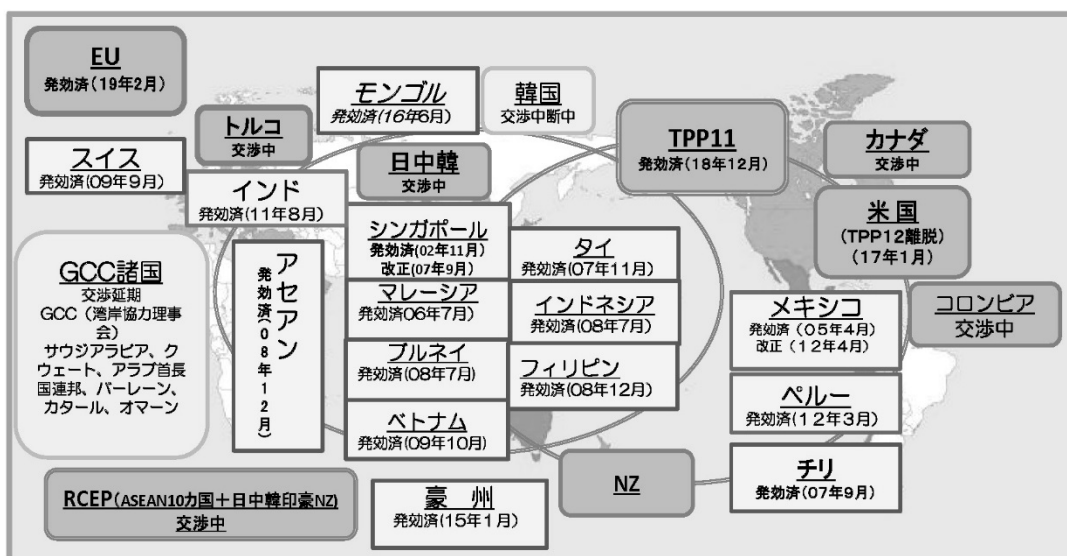 EU
発効済(19年2月)
モンゴル
発効済(16年6月)
韓国
交渉中断中
トルコ
交渉中
TPP11
発効済(18年12月)
カナダ
交渉中
スイス
発効済(09年9月)
日中韓
交渉中
インド
発効済(11年8月)
米国
(TPP12離脱)
(17年1月)
シンガポール
発効済(02年11月)
改正(07年9月)
タイ
発効済(07年11月)
GCC諸国
交渉延期
GCC(湾岸協力理事
会)
サウジアラビア、ク
ウェート、アラブ首長
国連邦、バーレーン、
カタール、オマーン
アセアン
発効済(08年12月)
マレーシア
発効済06年7月)
インドネシア
発効済(08年7月)
メキシコ
発効済(05年4月)
改正(12年4月)
コロンビア
交渉中
ブルネイ
発効済(08年7月)
フィリピン
発効済(08年12月)
ペルー
発効済(12年3月)
ベトナム
発効済(09年10月)
チリ
発効済(07年9月)
NZ
RCEP(ASEAN10カ国+日中韓印豪NZ)
交渉中
豪 州
発効済(15年1月)